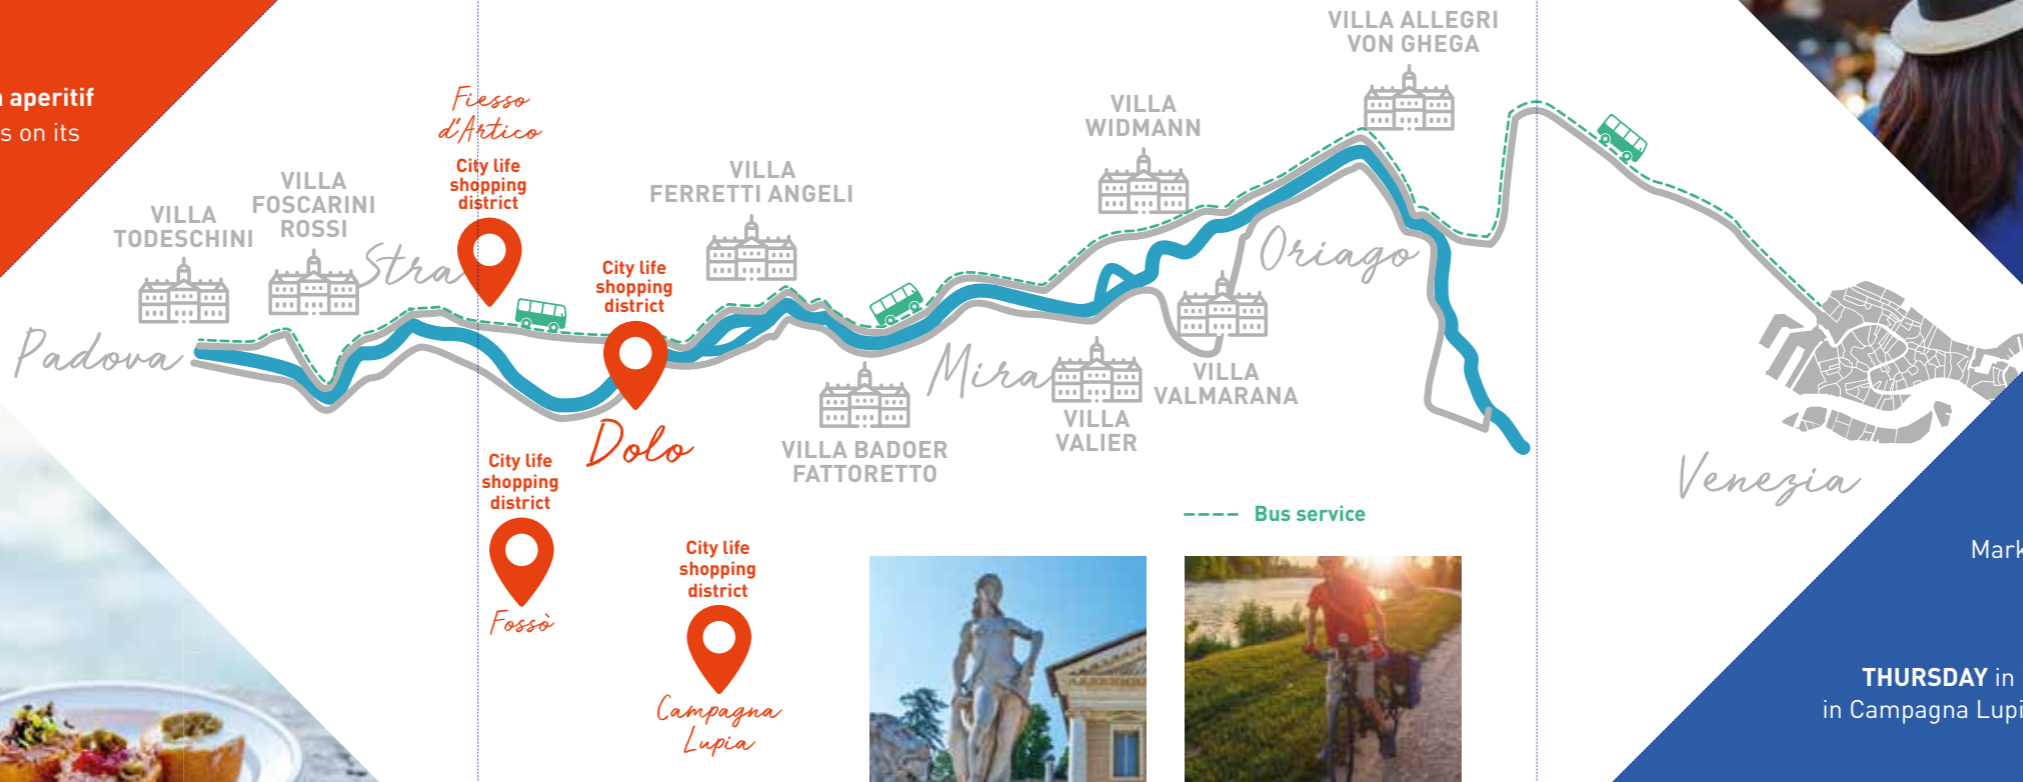 aperitif
s on its
Fiesso
d'Artico
City life
shopping
district
VILLA
TODESCHINI
VILLA
FOSCARINI
ROSSI
Stra
Padova
City life
shopping
district
Dolo
VILLA
FERRETTI ANGELI
VILLA BADOER
FATTORETTO
Mira
VILLA
VALIER
VILLA
WIDMANN
VILLA
VALMARANA
Oriago
VILLA ALLEGRI
VON GHEGA
Venezia
City life
shopping
district
Fossò
City life
shopping
district
Campagna
Lupia
Bus service
Mark
THURSDAY in
in Campagna Lupi